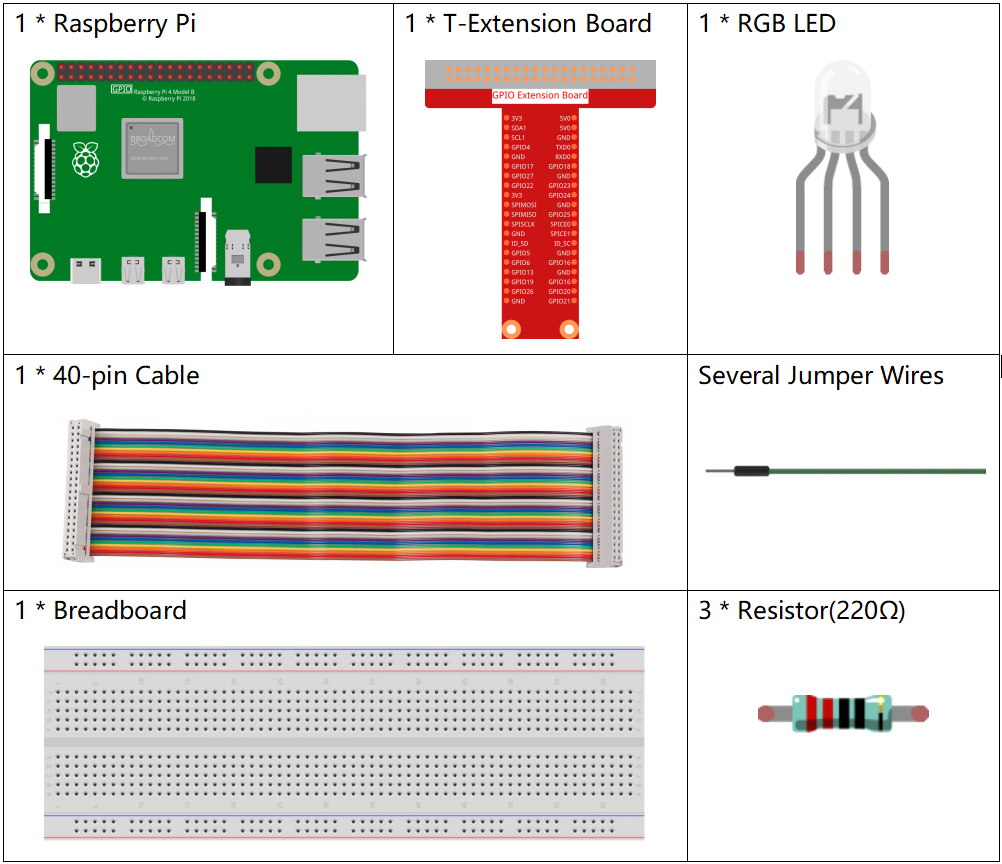 1 * Raspberry Pi
GPIO
Raspberry Pi 4 Model B
© Raspberry Pi 2018
BROADCOM
1 * T-Extension Board
GPIO Extension Board
3V3 5V0
SDA1 5V0
SCL1 GND
GPIO4 TXD0
GND RXD0
GPIO17 GPIO18
GPIO27 GND
GPIO22 GPIO23
3V3 GPIO24
SPIMOSI GND
SPIMISO GPIO25
SPISCLK SPICE0
GND SPICE1
ID_SD ID_SC
GPIO5 GND
GPIO6 GPIO16
GPIO13 GND
GPIO19 GPIO16
GPIO26 GPIO20
GND GPIO21
1 * RGB LED
1 * 40-pin Cable
Several Jumper Wires
1 * Breadboard
3 * Resistor(220Ω)